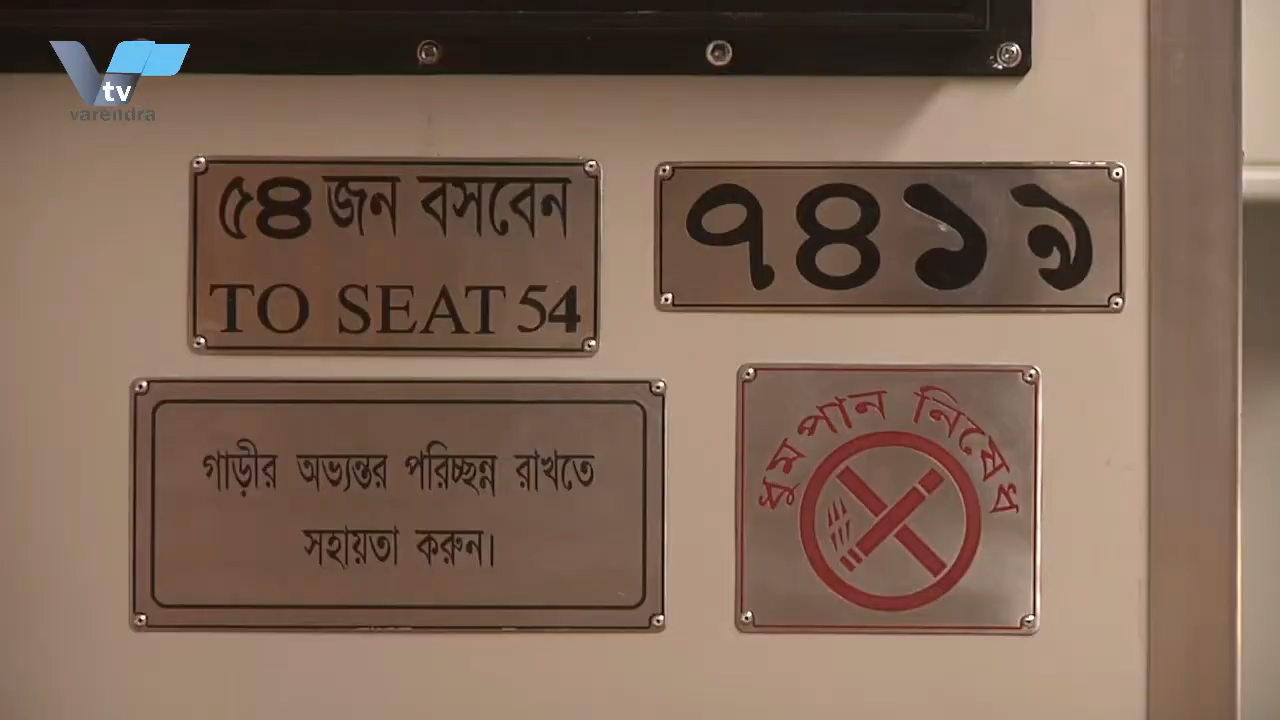 tv
varendra
৫৪ জন বসবেন
TO SEAT 54
৭৪১৯
গাড়ীর অভ্যন্তর পরিচ্ছন্ন রাখতে
সহায়তা করুন।
ধুমপান নিষেধ